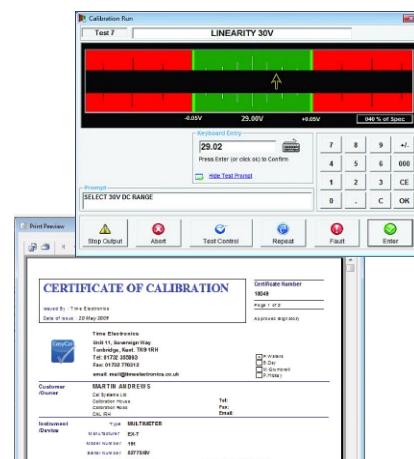 Calibration Run
Test 7
LINEARITY 30V
-0.05V
29.00V
+0.05V
040 % of Spec
Keyboard Entry
29.02
Press Enter (or click ok) to Confirm
Hide Test Prompt
7 8 9 +/-
4 5 6 000
1 2 3 CE
0 . C OK
Prompt
SELECT 30V DC RANGE
Stop Output
Abort
Test Control
Repeat
Fault
Enter
Print Preview
CERTIFICATE OF CALIBRATION
Certificate Number
Page 1 of 2
Issued By : Time Electronics
Date of Issue : 20 May 2009
Approved Signatory
EasyCal
Time Electronics
Unit 11, Sovereign Way
Tonbridge, Kent. TN9 1RH
Tel: 01732 355993
Fax: 01732 770312
email mail@timeelectronics.co.uk
Customer
/Owner
MARTIN ANDREWS
Cal Systems Ltd
Calibration House
Calibration Road
CAL RH
Tel:
Fax:
Email:
Instrument
/Device
Type MULTIMETER
Manufacturer EX-T
Model Number
Serial Number